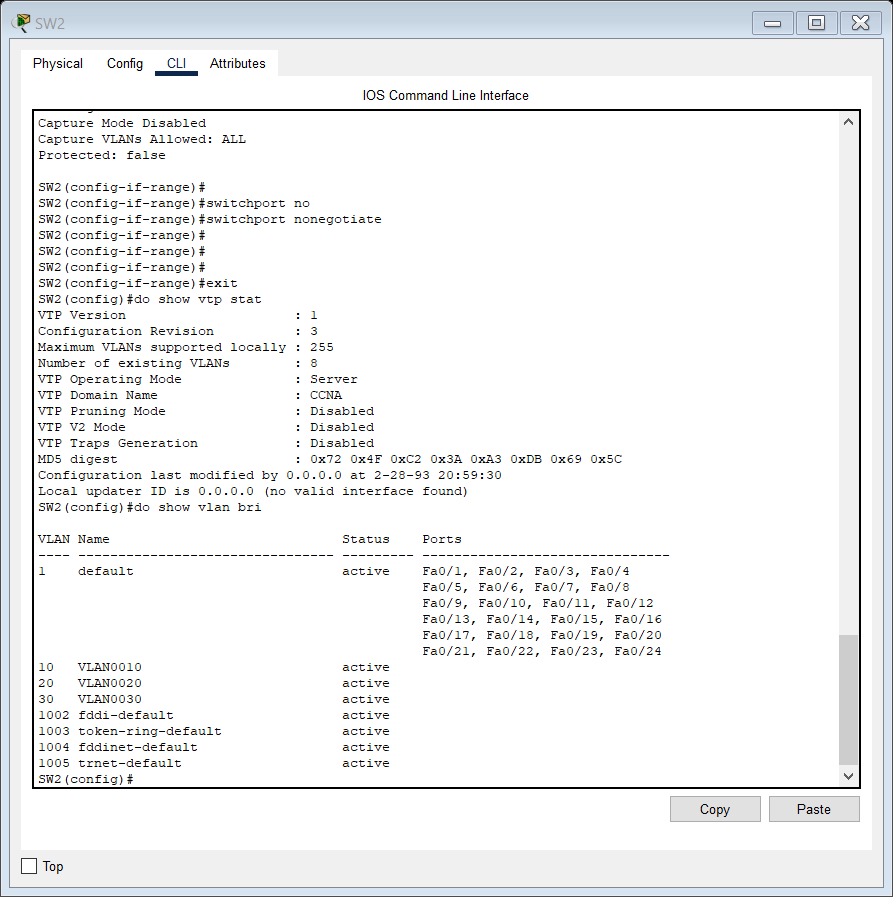 SW2
Physical Config CLI Attributes
IOS Command Line Interface
Capture Mode Disabled
Capture VLANs Allowed: ALL
Protected: false
SW2(config-if-range)#
SW2(config-if-range)#switchport no
SW2(config-if-range)#switchport nonegotiate
SW2(config-if-range)#
SW2(config-if-range)#
SW2(config-if-range)#
SW2(config-if-range)#exit
SW2(config)#do show vtp stat
VTP Version : 1
Configuration Revision : 3
Maximum VLANs supported locally : 255
Number of existing VLANs : 8
VTP Operating Mode : Server
VTP Domain Name : CCNA
VTP Pruning Mode : Disabled
VTP V2 Mode : Disabled
VTP Traps Generation : Disabled
MD5 digest : 0x72 0x4F 0xC2 0x3A 0xA3 0xDB 0x69 0x5C
Configuration last modified by 0.0.0.0 at 2-28-93 20:59:30
Local updater ID is 0.0.0.0 (no valid interface found)
SW2(config)#do show vlan bri
VLAN Name Status Ports
---- -------------------------------- --------- -------------------------------
1 default active Fa0/1, Fa0/2, Fa0/3, Fa0/4
Fa0/5, Fa0/6, Fa0/7, Fa0/8
Fa0/9, Fa0/10, Fa0/11, Fa0/12
Fa0/13, Fa0/14, Fa0/15, Fa0/16
Fa0/17, Fa0/18, Fa0/19, Fa0/20
Fa0/21, Fa0/22, Fa0/23, Fa0/24
10 VLAN0010 active
20 VLAN0020 active
30 VLAN0030 active
1002 fddi-default active
1003 token-ring-default active
1004 fddinet-default active
1005 trnet-default active
SW2(config)#
Copy Paste
Top